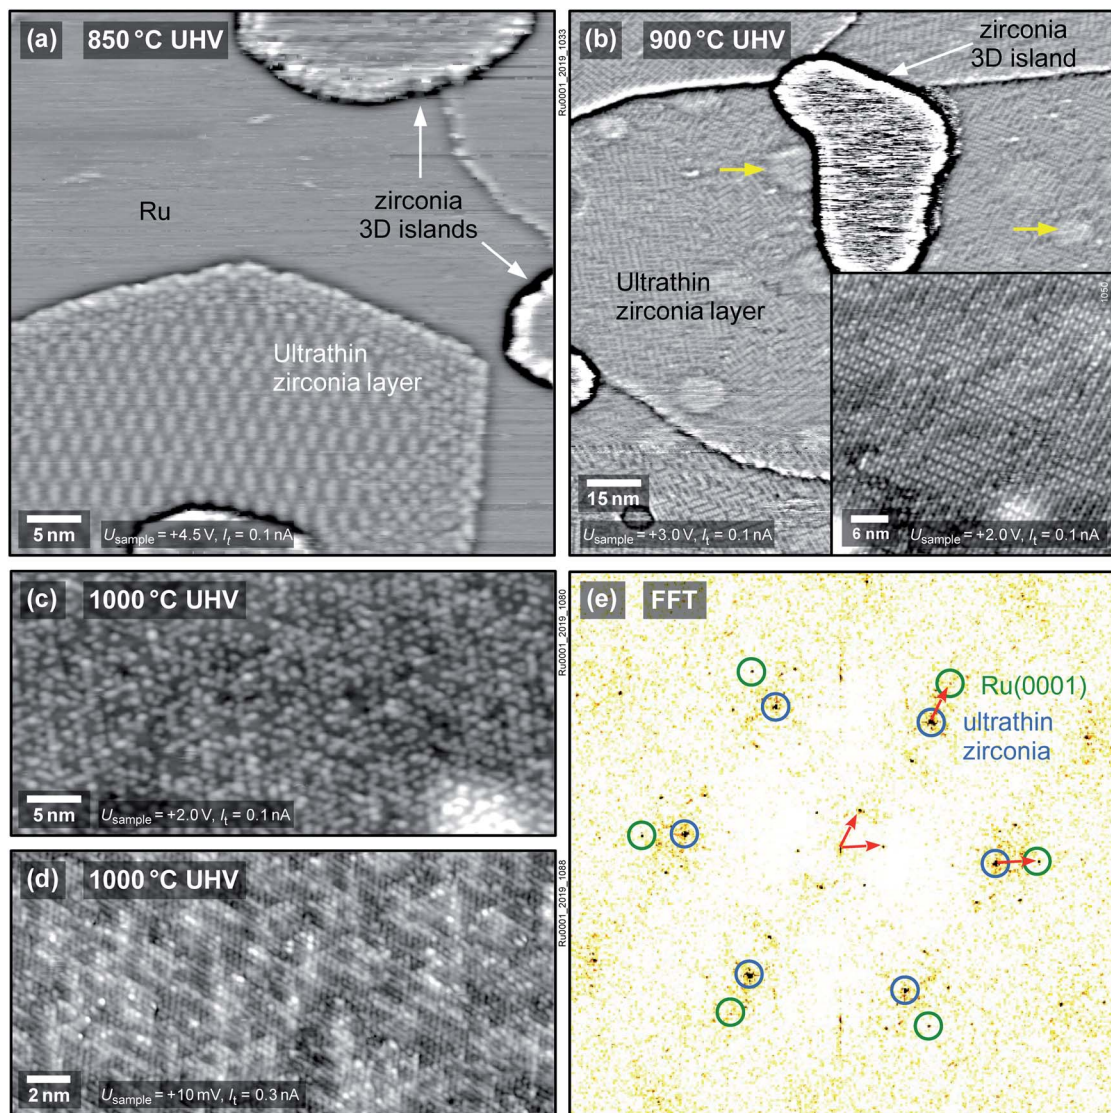 (a) 850 °C UHV
Ru
zirconia
3D islands
Ultrathin
zirconia layer
5 nm
Usample = +4.5 V, It = 0.1 nA
Ru0001_2019_1033
(b) 900 °C UHV
zirconia
3D island
Ultrathin
zirconia layer
15 nm
Usample = +3.0 V, It = 0.1 nA
-1050
6 nm
Usample = +2.0 V, It = 0.1 nA
(c) 1000 °C UHV
5 nm
Usample = +2.0 V, It = 0.1 nA
Ru0001_2019_1080
(d) 1000 °C UHV
2 nm
Usample = +10 mV, It = 0.3 nA
Ru0001_2019_1088
(e) FFT
Ru(0001)
ultrathin
zirconia